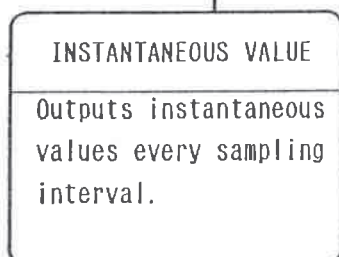 INSTANTANEOUS VALUE
Outputs instantaneous
values every sampling
interval.